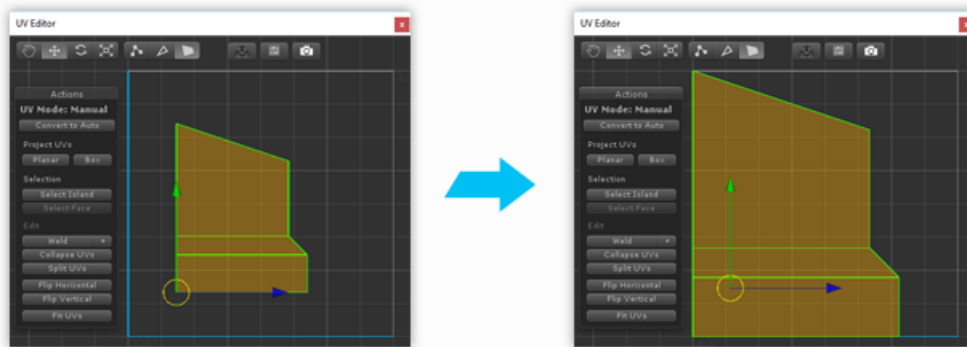 UV Editor
x
Actions
UV Mode: Manual
Convert to Auto
Project UVs
Planar Box
Selection
Select Island
Select Face
Edit
Weld +
Collapse UVs
Split UVs
Flip Horizontal
Flip Vertical
Fit UVs
UV Editor
x
Actions
UV Mode: Manual
Convert to Auto
Project UVs
Planar Box
Selection
Select Island
Select Face
Edit
Weld +
Collapse UVs
Split UVs
Flip Horizontal
Flip Vertical
Fit UVs